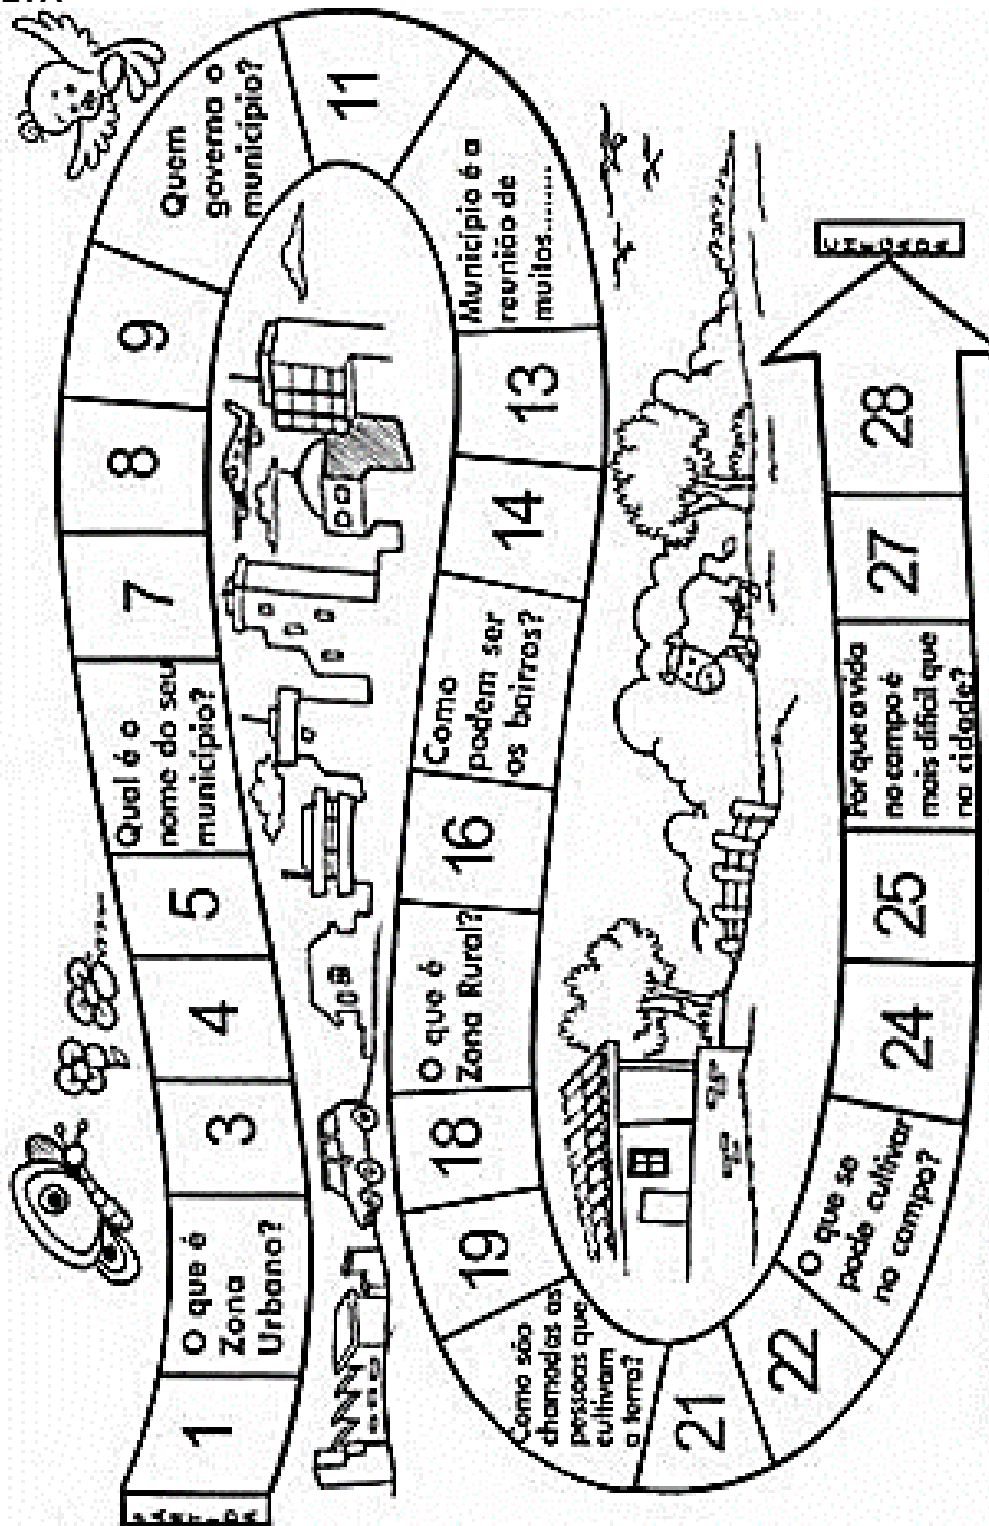 1
O que é
Zona
Urbana?
3
4
5
Qual é o
nome do seu
município?
7
8
9
Quem
governa o
município?
11
Município é a
reunião de
muitos.........
13
14
Como
podem ser
os bairros?
16
O que é
Zona Rural?
18
19
Como são
chamadas as
pessoas que
cultivam
a terra?
21
22
O que se
pode cultivar
no campo?
24
25
Por que a vida
no campo é
mais difícil que
na cidade?
27
28
CHEGADA